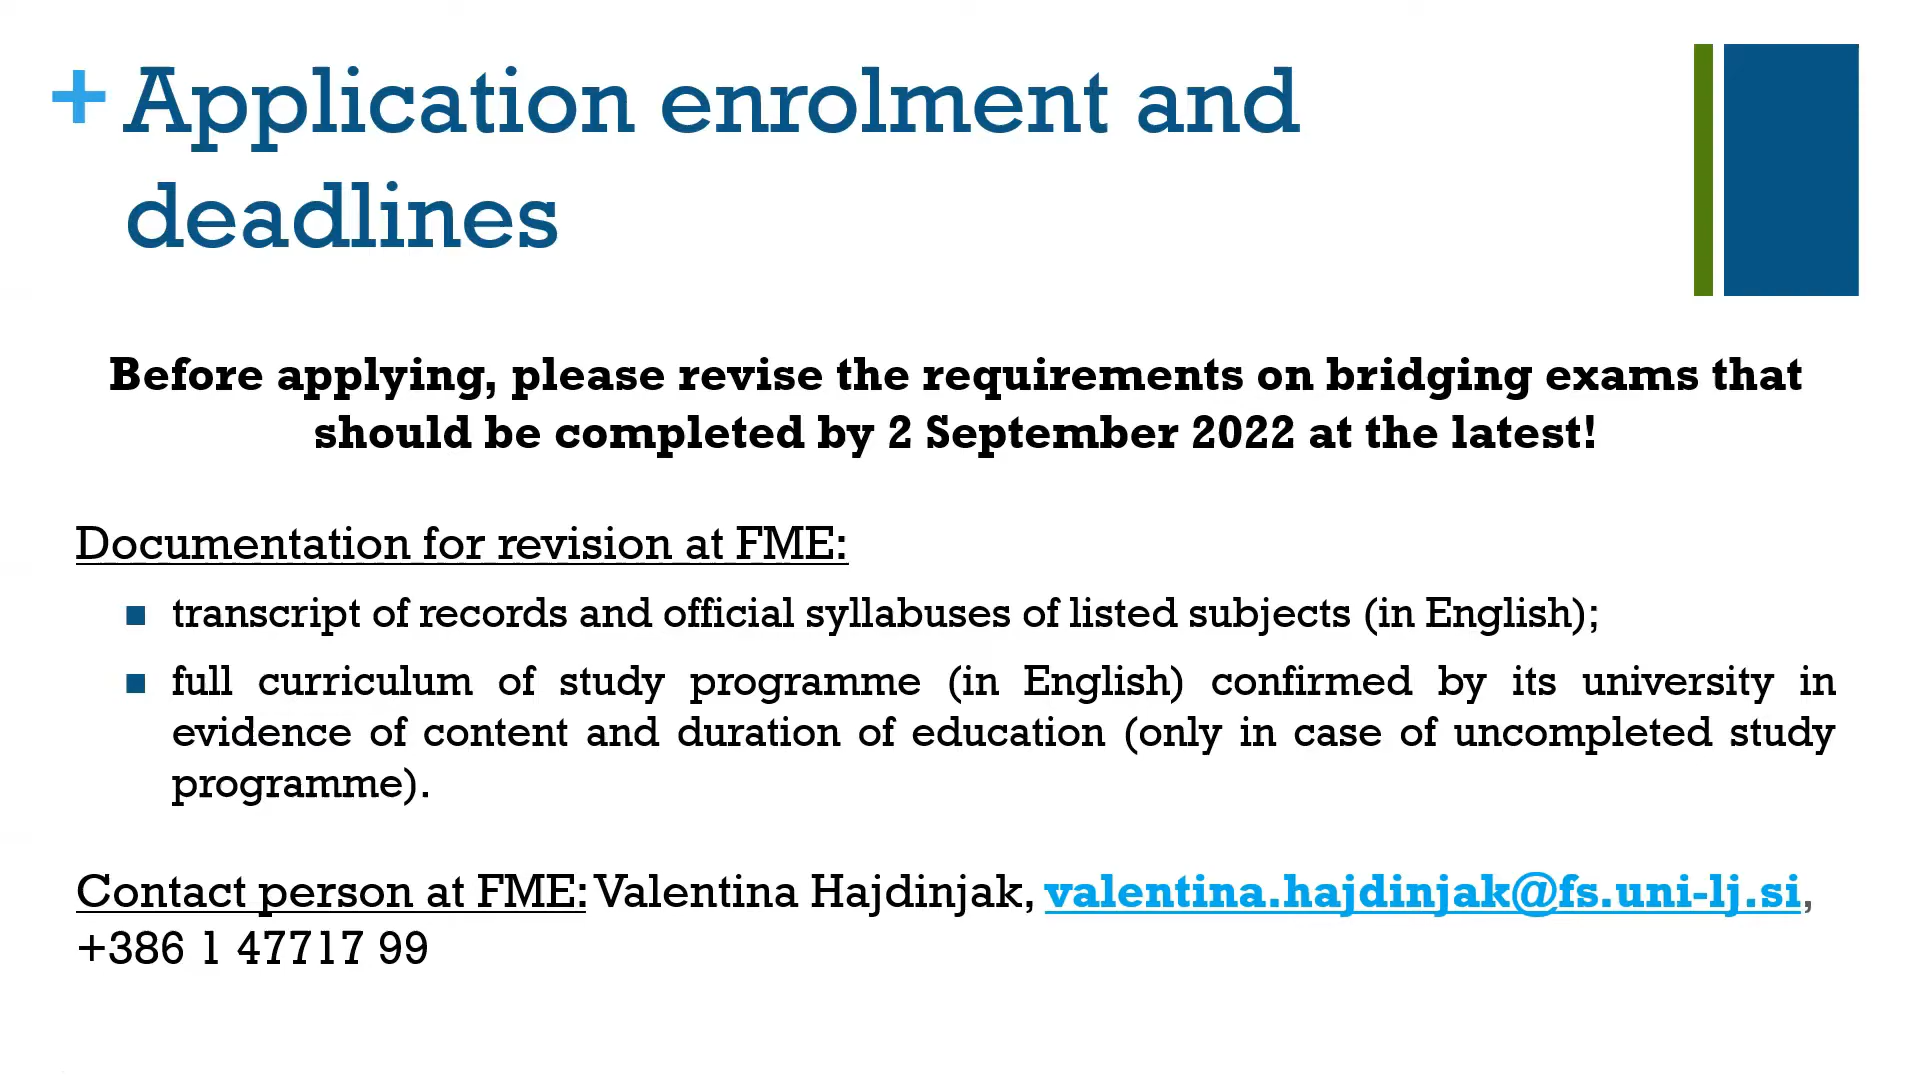 + Application enrolment and
deadlines
Before applying, please revise the requirements on bridging exams that
should be completed by 2 September 2022 at the latest!
Documentation for revision at FME:
■ transcript of records and official syllabuses of listed subjects (in English);
■ full curriculum of study programme (in English) confirmed by its university in
evidence of content and duration of education (only in case of uncompleted study
programme).
Contact person at FME: Valentina Hajdinjak, valentina.hajdinjak@fs.uni-lj.si,
+386 1 47717 99